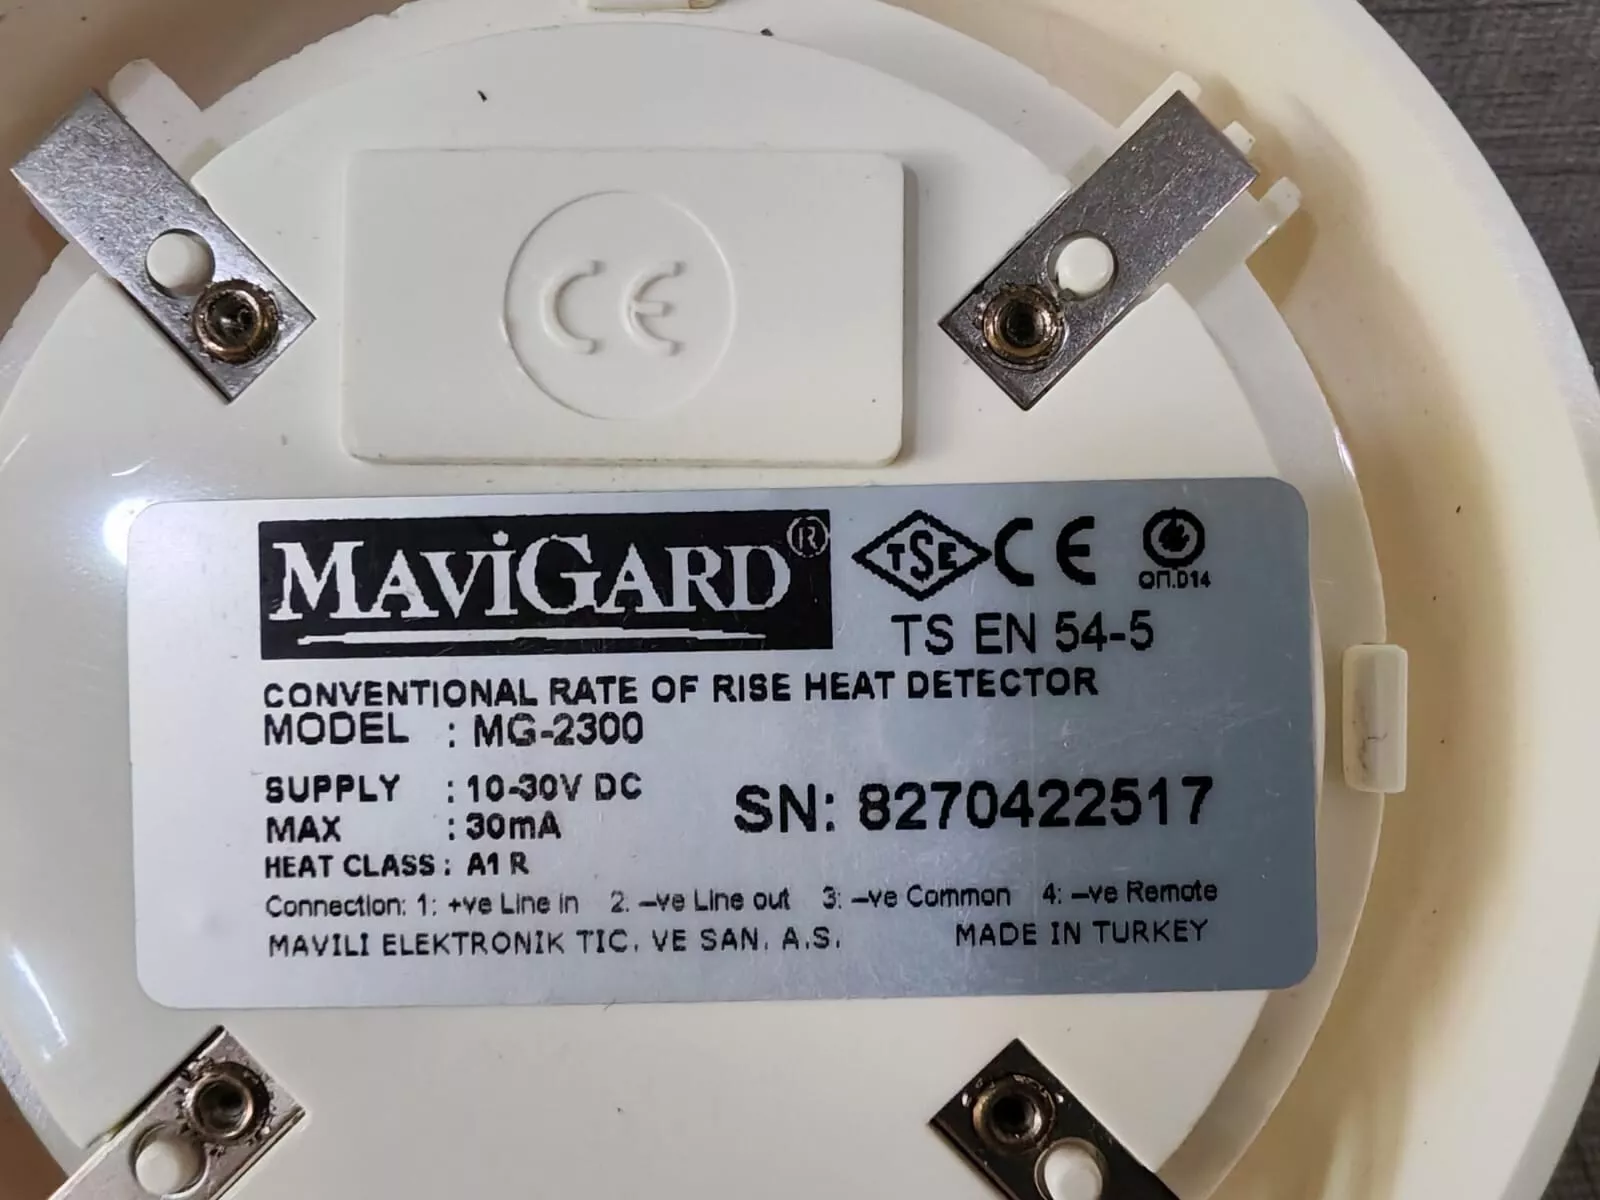 CE
MAViGARD®
TSE CE
ОП.D14
TS EN 54-5
CONVENTIONAL RATE OF RISE HEAT DETECTOR
MODEL : MG-2300
SUPPLY : 10-30V DC
MAX : 30mA
SN: 8270422517
HEAT CLASS : A1 R
Connection: 1: +ve Line in 2: –ve Line out 3: –ve Common 4: –ve Remote
MAVILI ELEKTRONIK TIC. VE SAN. A.S. MADE IN TURKEY